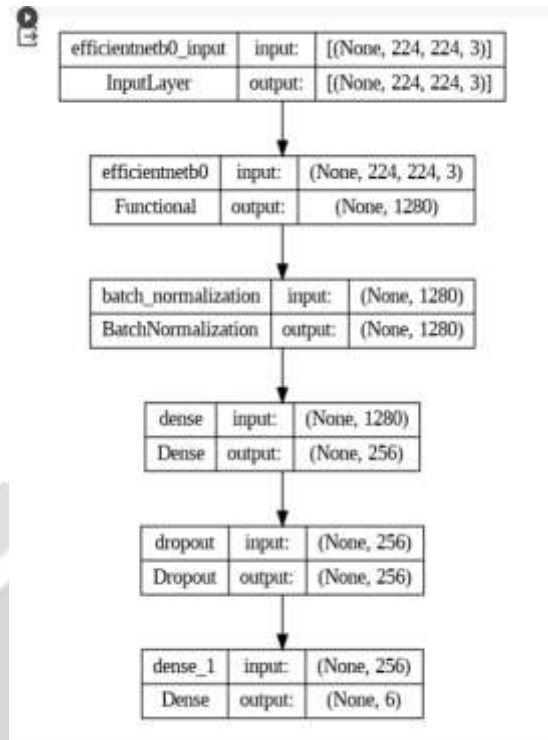 efficientnetb0_input input: [(None, 224, 224, 3)]
InputLayer output: [(None, 224, 224, 3)]
efficientnetb0 input: (None, 224, 224, 3)
Functional output: (None, 1280)
batch_normalization input: (None, 1280)
BatchNormalization output: (None, 1280)
dense input: (None, 1280)
Dense output: (None, 256)
dropout input: (None, 256)
Dropout output: (None, 256)
dense_1 input: (None, 256)
Dense output: (None, 6)